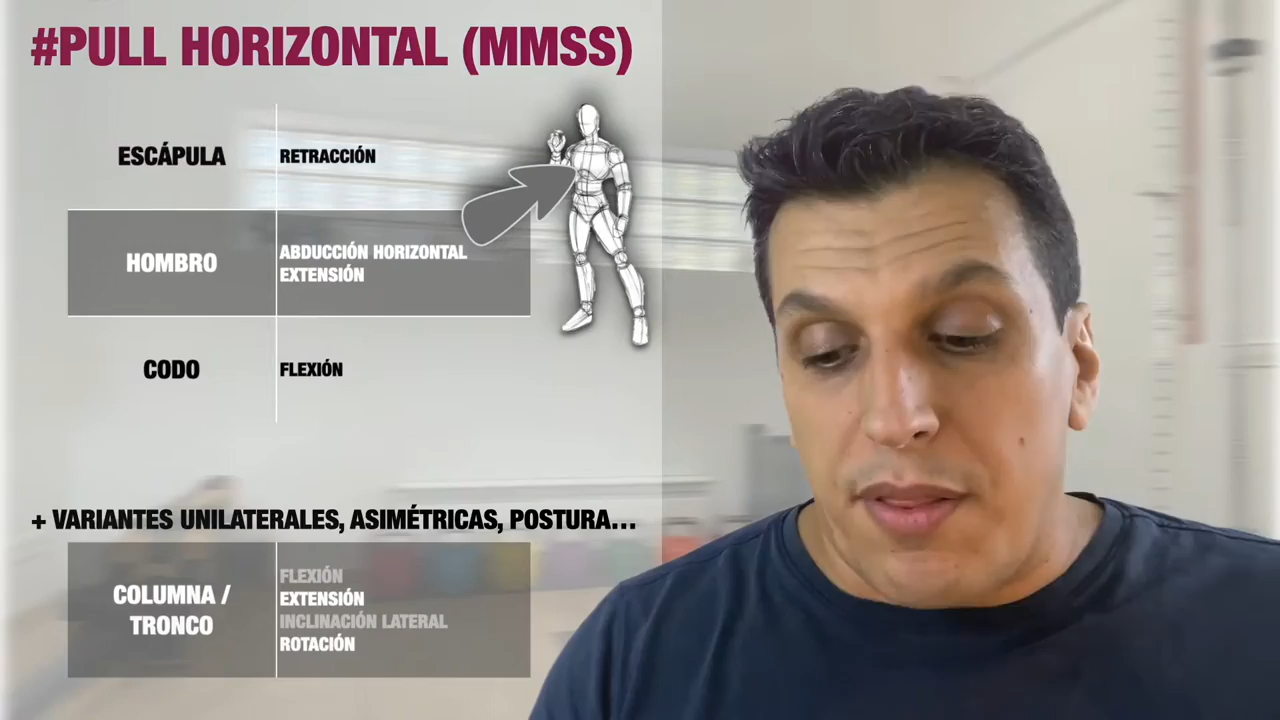 #PULL HORIZONTAL (MMSS)
ESCÁPULA
RETRACCIÓN
HOMBRO
ABDUCCIÓN HORIZONTAL
EXTENSIÓN
CODO
FLEXIÓN
+ VARIANTES UNILATERALES, ASIMÉTRICAS, POSTURA...
COLUMNA /
TRONCO
FLEXIÓN
EXTENSIÓN
INCLINACIÓN LATERAL
ROTACIÓN